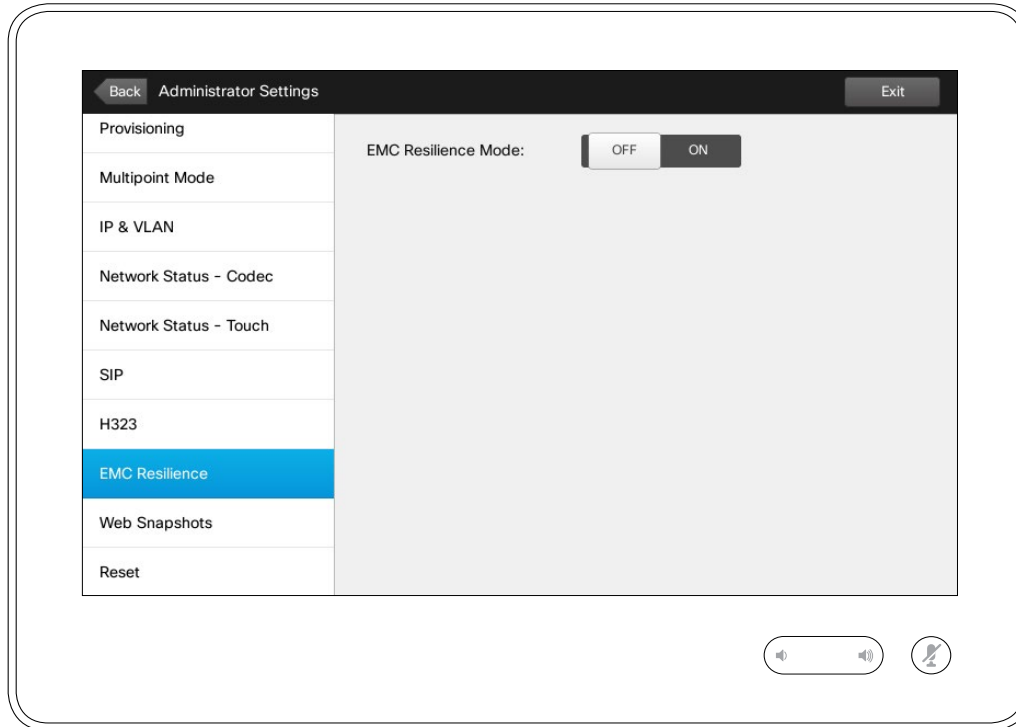 Back Administrator Settings Exit
Provisioning
EMC Resilience Mode: OFF ON
Multipoint Mode
IP & VLAN
Network Status - Codec
Network Status - Touch
SIP
H323
EMC Resilience
Web Snapshots
Reset